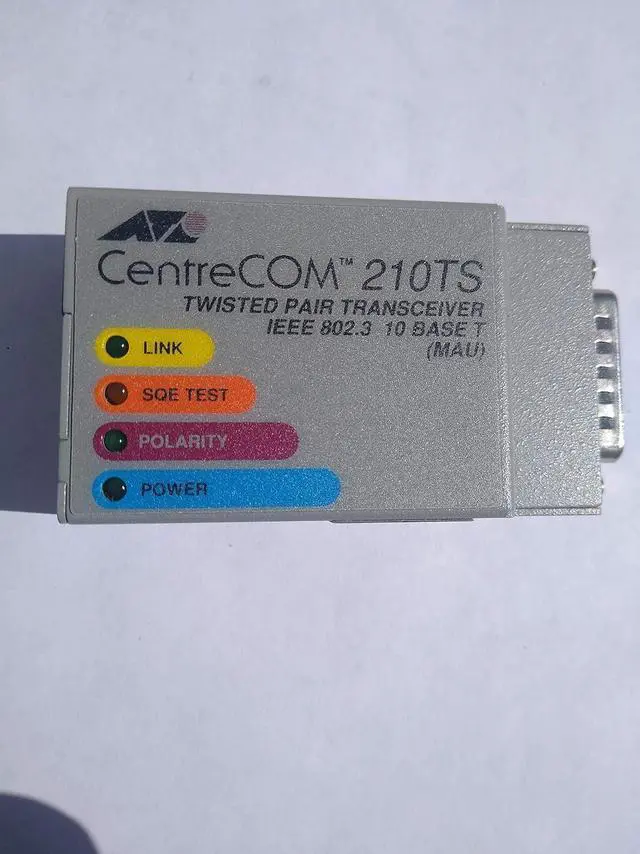 CentreCOM™ 210TS
TWISTED PAIR TRANSCEIVER
IEEE 802.3 10 BASE T
(MAU)
LINK
SQE TEST
POLARITY
POWER